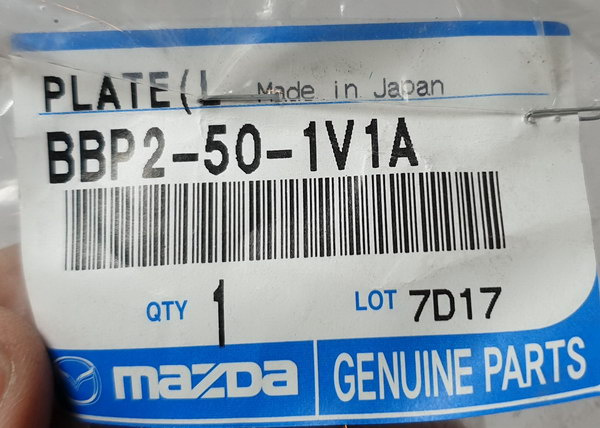 PLATE(L Made in Japan
BBP2-50-1V1A
QTY 1 LOT 7D17
mazda GENUINE PARTS